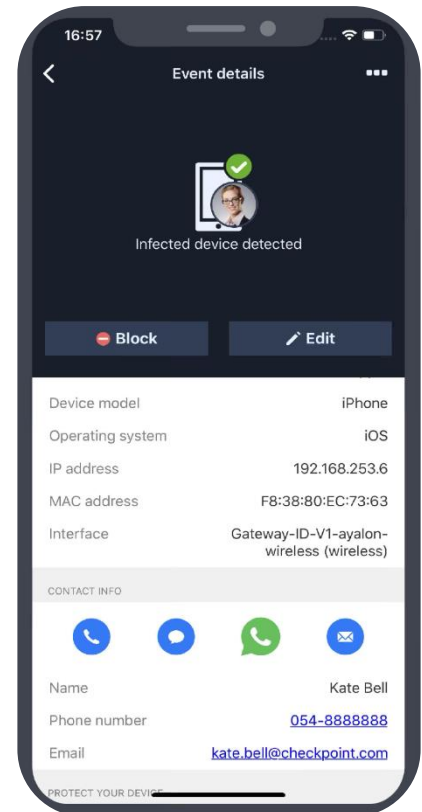 16:57
Event details
Infected device detected
Block
Edit
Device model
iPhone
Operating system
iOS
IP address
192.168.253.6
MAC address
F8:38:80:EC:73:63
Interface
Gateway-ID-V1-ayalon-
wireless (wireless)
CONTACT INFO
Name
Kate Bell
Phone number
054-8888888
Email
kate.bell@checkpoint.com
PROTECT YOUR DEVICE